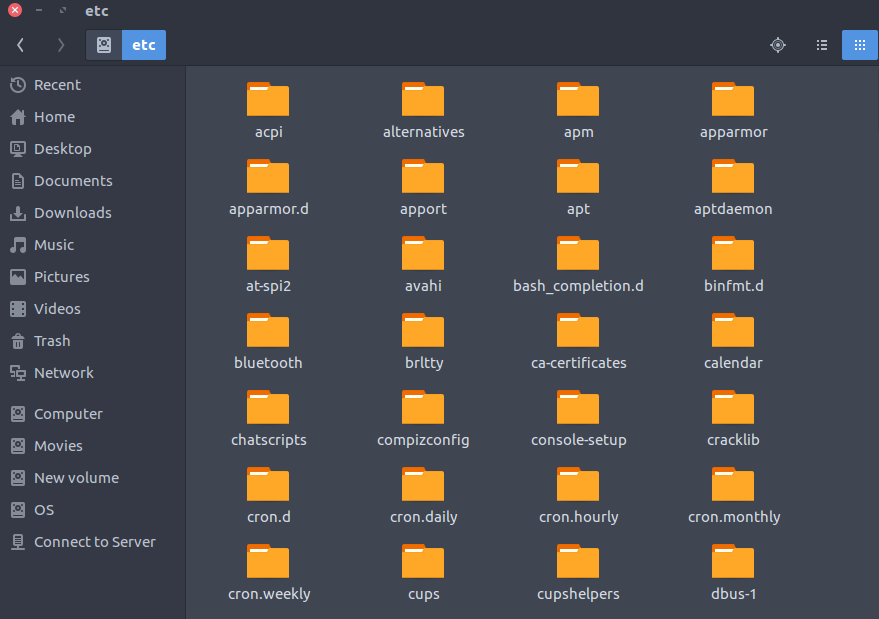 etc
etc
Recent
Home
Desktop
Documents
Downloads
Music
Pictures
Videos
Trash
Network
Computer
Movies
New volume
OS
Connect to Server
acpi alternatives apm apparmor
apparmor.d apport apt aptdaemon
at-spi2 avahi bash_completion.d binfmt.d
bluetooth brltty ca-certificates calendar
chatscripts compizconfig console-setup cracklib
cron.d cron.daily cron.hourly cron.monthly
cron.weekly cups cupshelpers dbus-1